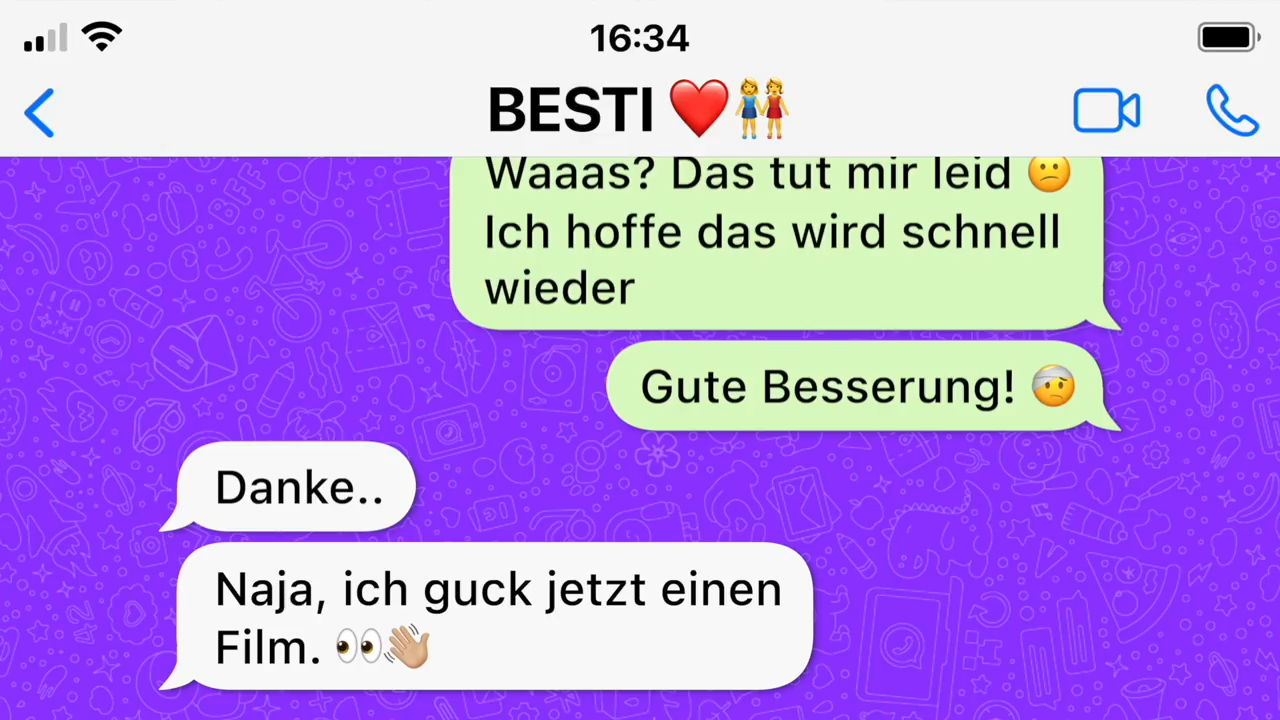 16:34
BESTI ❤️👭
Waaas? Das tut mir leid 😕
Ich hoffe das wird schnell
wieder
Gute Besserung! 🤕
Danke..
Naja, ich guck jetzt einen
Film. 👀👋🏼